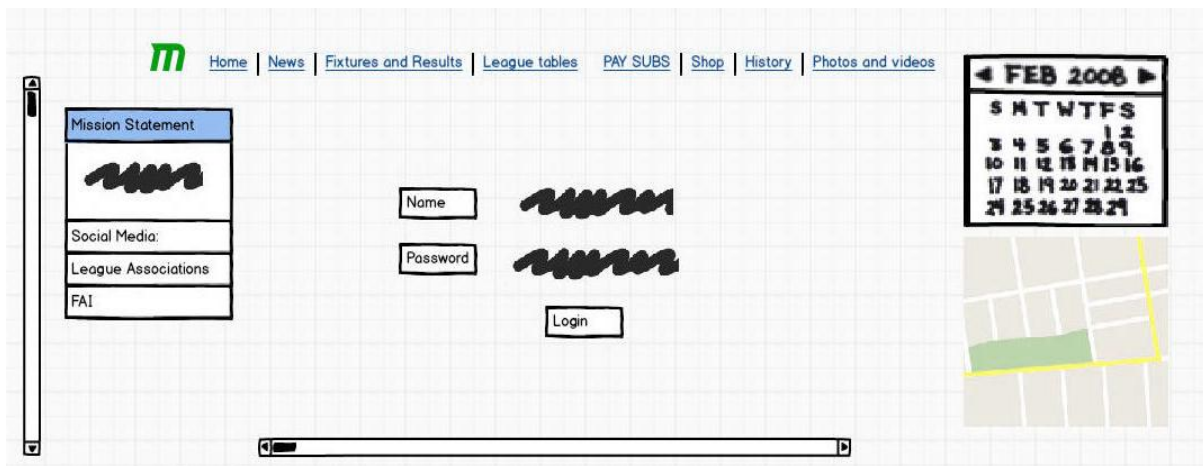 m Home News Fixtures and Results League tables PAY SUBS Shop History Photos and videos
Mission Statement
Social Media:
League Associations
FAI
Name
Password
Login
FEB 2008
S M T W T F S
1 2
3 4 5 6 7 8 9
10 11 12 13 14 15 16
17 18 19 20 21 22 23
24 25 26 27 28 29